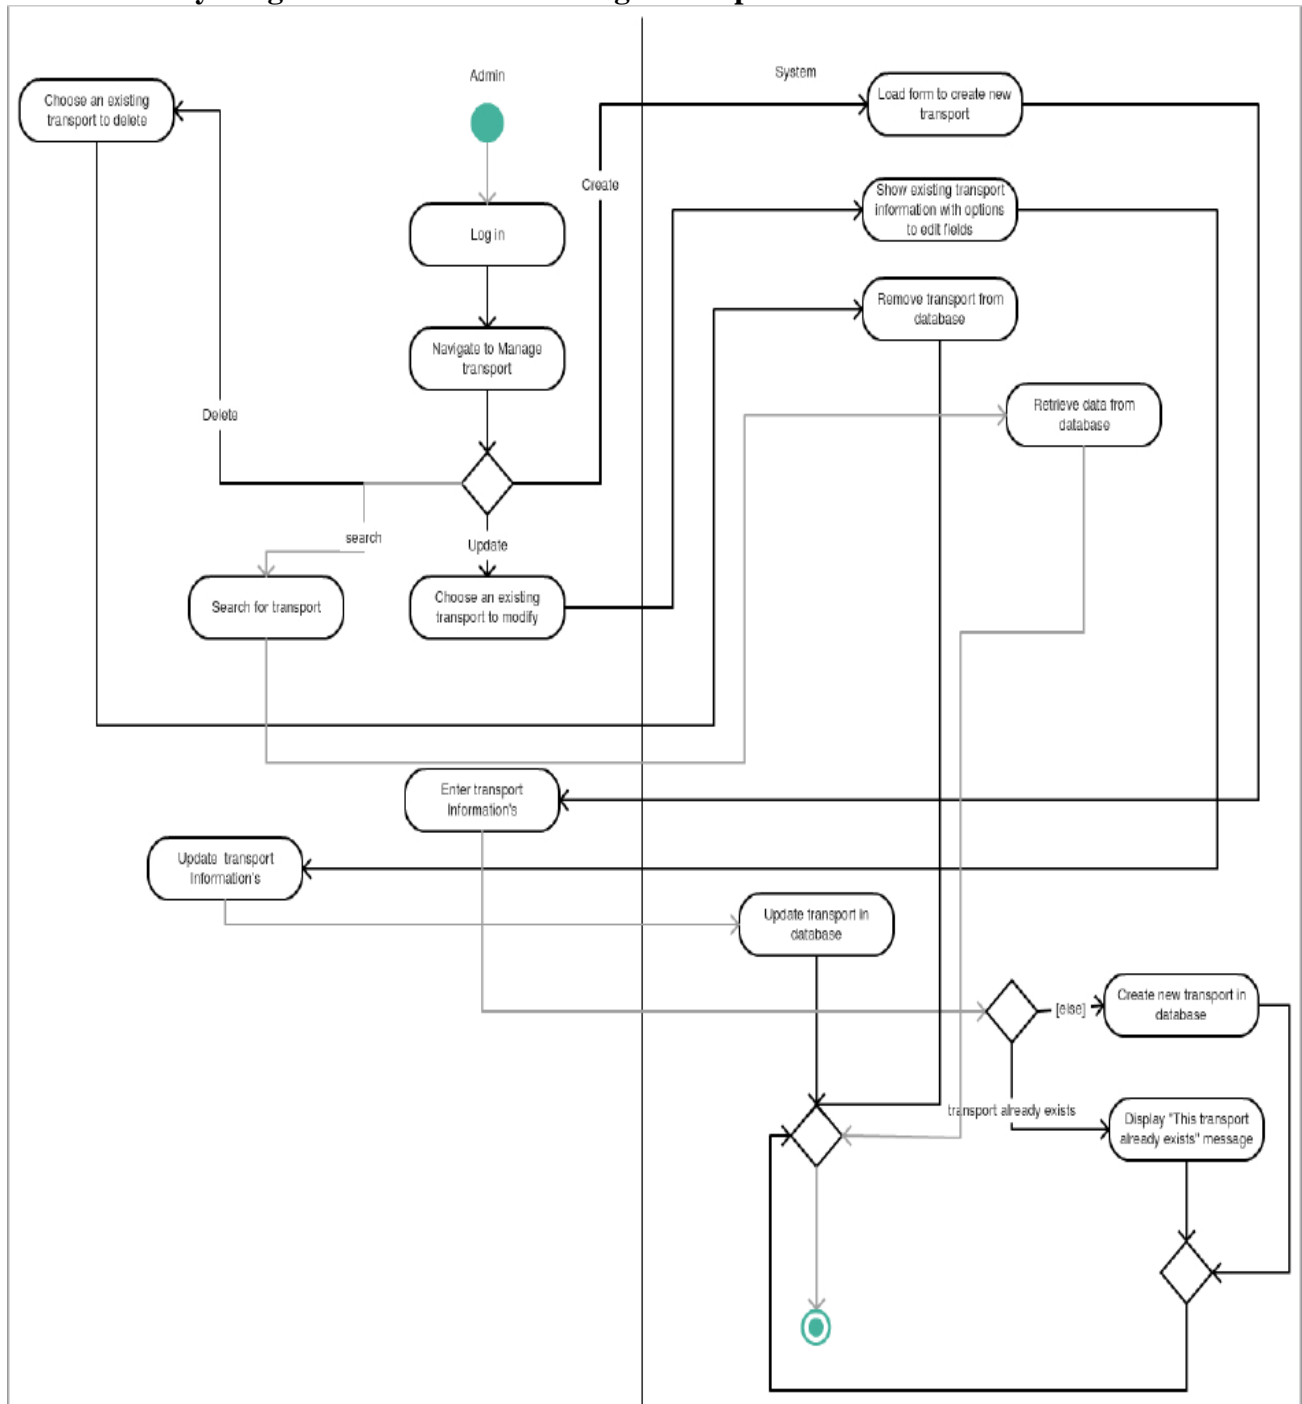 Admin
System
Choose an existing
transport to delete
Load form to create new
transport
Create
Show existing transport
information with options
to edit fields
Log in
Remove transport from
database
Navigate to Manage
transport
Delete
Retrieve data from
database
search
Update
Search for transport
Choose an existing
transport to modify
Enter transport
Information's
Update transport
Information's
Update transport in
database
[else]
Create new transport in
database
transport already exists
Display "This transport
already exists" message